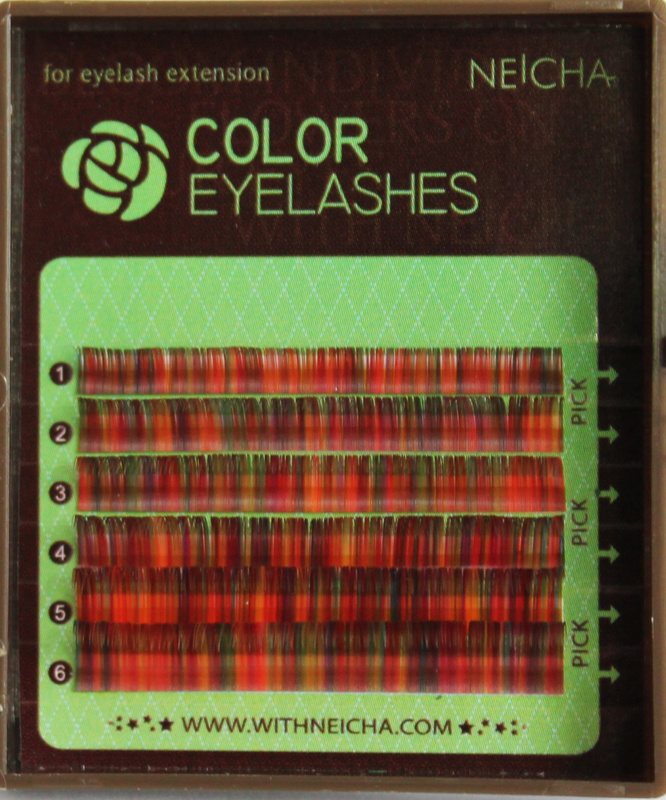 for eyelash extension
NEICHA
COLOR
EYELASHES
1
PICK
2
3
PICK
4
5
PICK
6
WWW.WITHNEICHA.COM